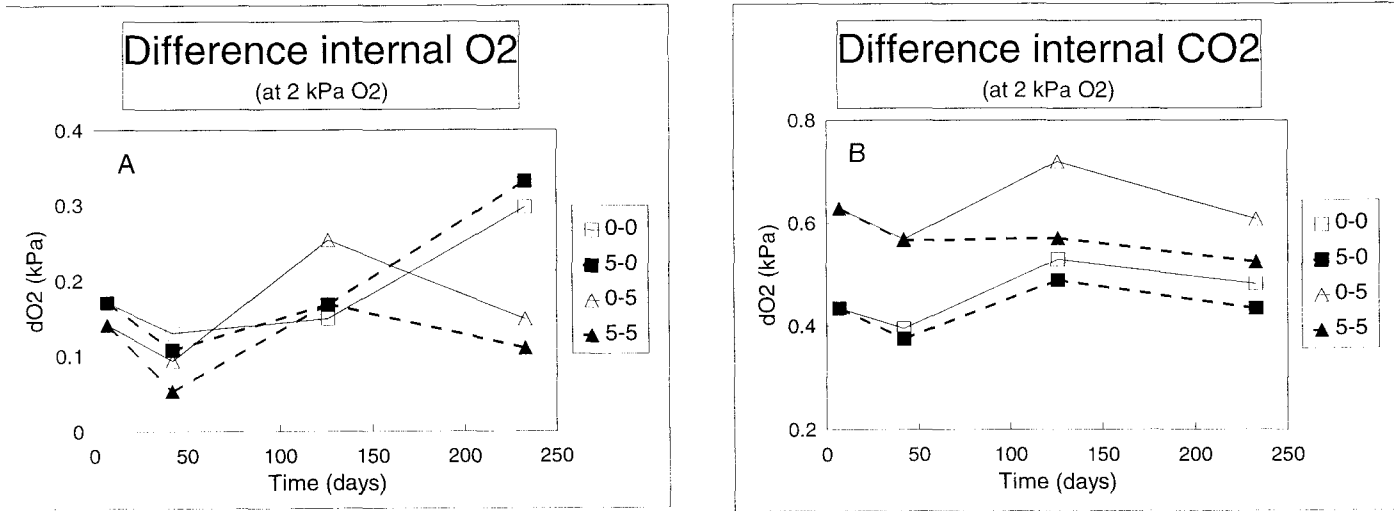 Difference internal O2
(at 2 kPa O2)
A
dO2 (kPa)
0.4
0.3
0.2
0.1
0
0 50 100 150 200 250
Time (days)
0-0
5-0
0-5
5-5
Difference internal CO2
(at 2 kPa O2)
B
dO2 (kPa)
0.8
0.6
0.4
0.2
0 50 100 150 200 250
Time (days)
0-0
5-0
0-5
5-5